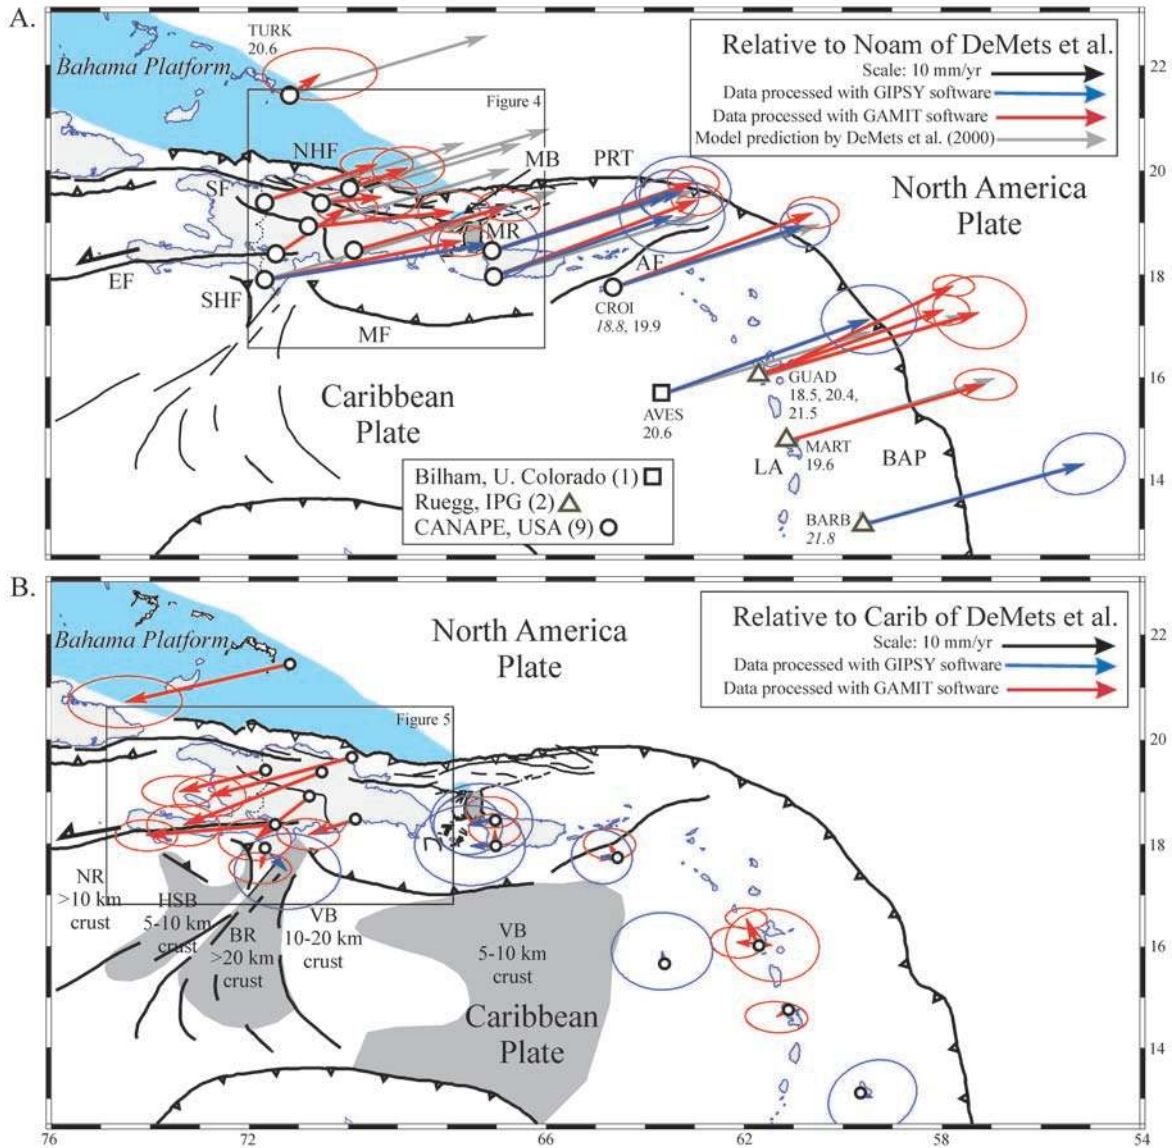 A.
TURK
20.6
Bahama Platform
Figure 4
Relative to Noam of DeMets et al.
Scale: 10 mm/yr
Data processed with GIPSY software
Data processed with GAMIT software
Model prediction by DeMets et al. (2000)
22
20
18
16
14
NHF
MB
PRT
North America
Plate
SF
MR
EF
SHF
MF
AF
CROI
18.8, 19.9
Caribbean
Plate
AVES
20.6
GUAD
18.5, 20.4,
21.5
MART
19.6
LA
BAP
BARB
21.8
Bilham, U. Colorado (1)
Ruegg, IPG (2)
CANAPE, USA (9)
B.
Bahama Platform
North America
Plate
Relative to Carib of DeMets et al.
Scale: 10 mm/yr
Data processed with GIPSY software
Data processed with GAMIT software
Figure 5
22
20
18
16
14
NR
>10 km
crust
HSB
5-10 km
crust
BR
>20 km
crust
VB
10-20 km
crust
VB
5-10 km
crust
Caribbean
Plate
76
72
66
62
58
54